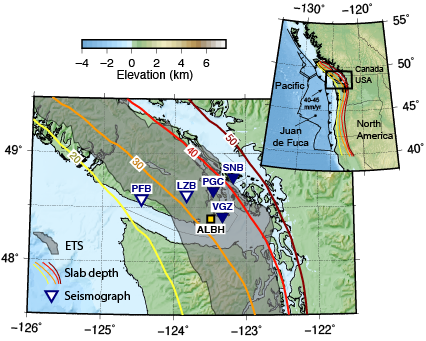 −130° −120°
55°
50°
45°
40°
−4 −2 0 2 4 6
Elevation (km)
Pacific
Canada
USA
40-45
mm/yr
Juan
de Fuca
North
America
49°
48°
20
30
40
50
PFB
LZB
PGC
SNB
VGZ
ALBH
ETS
Slab depth
Seismograph
−126 −125 −124 −123 −122